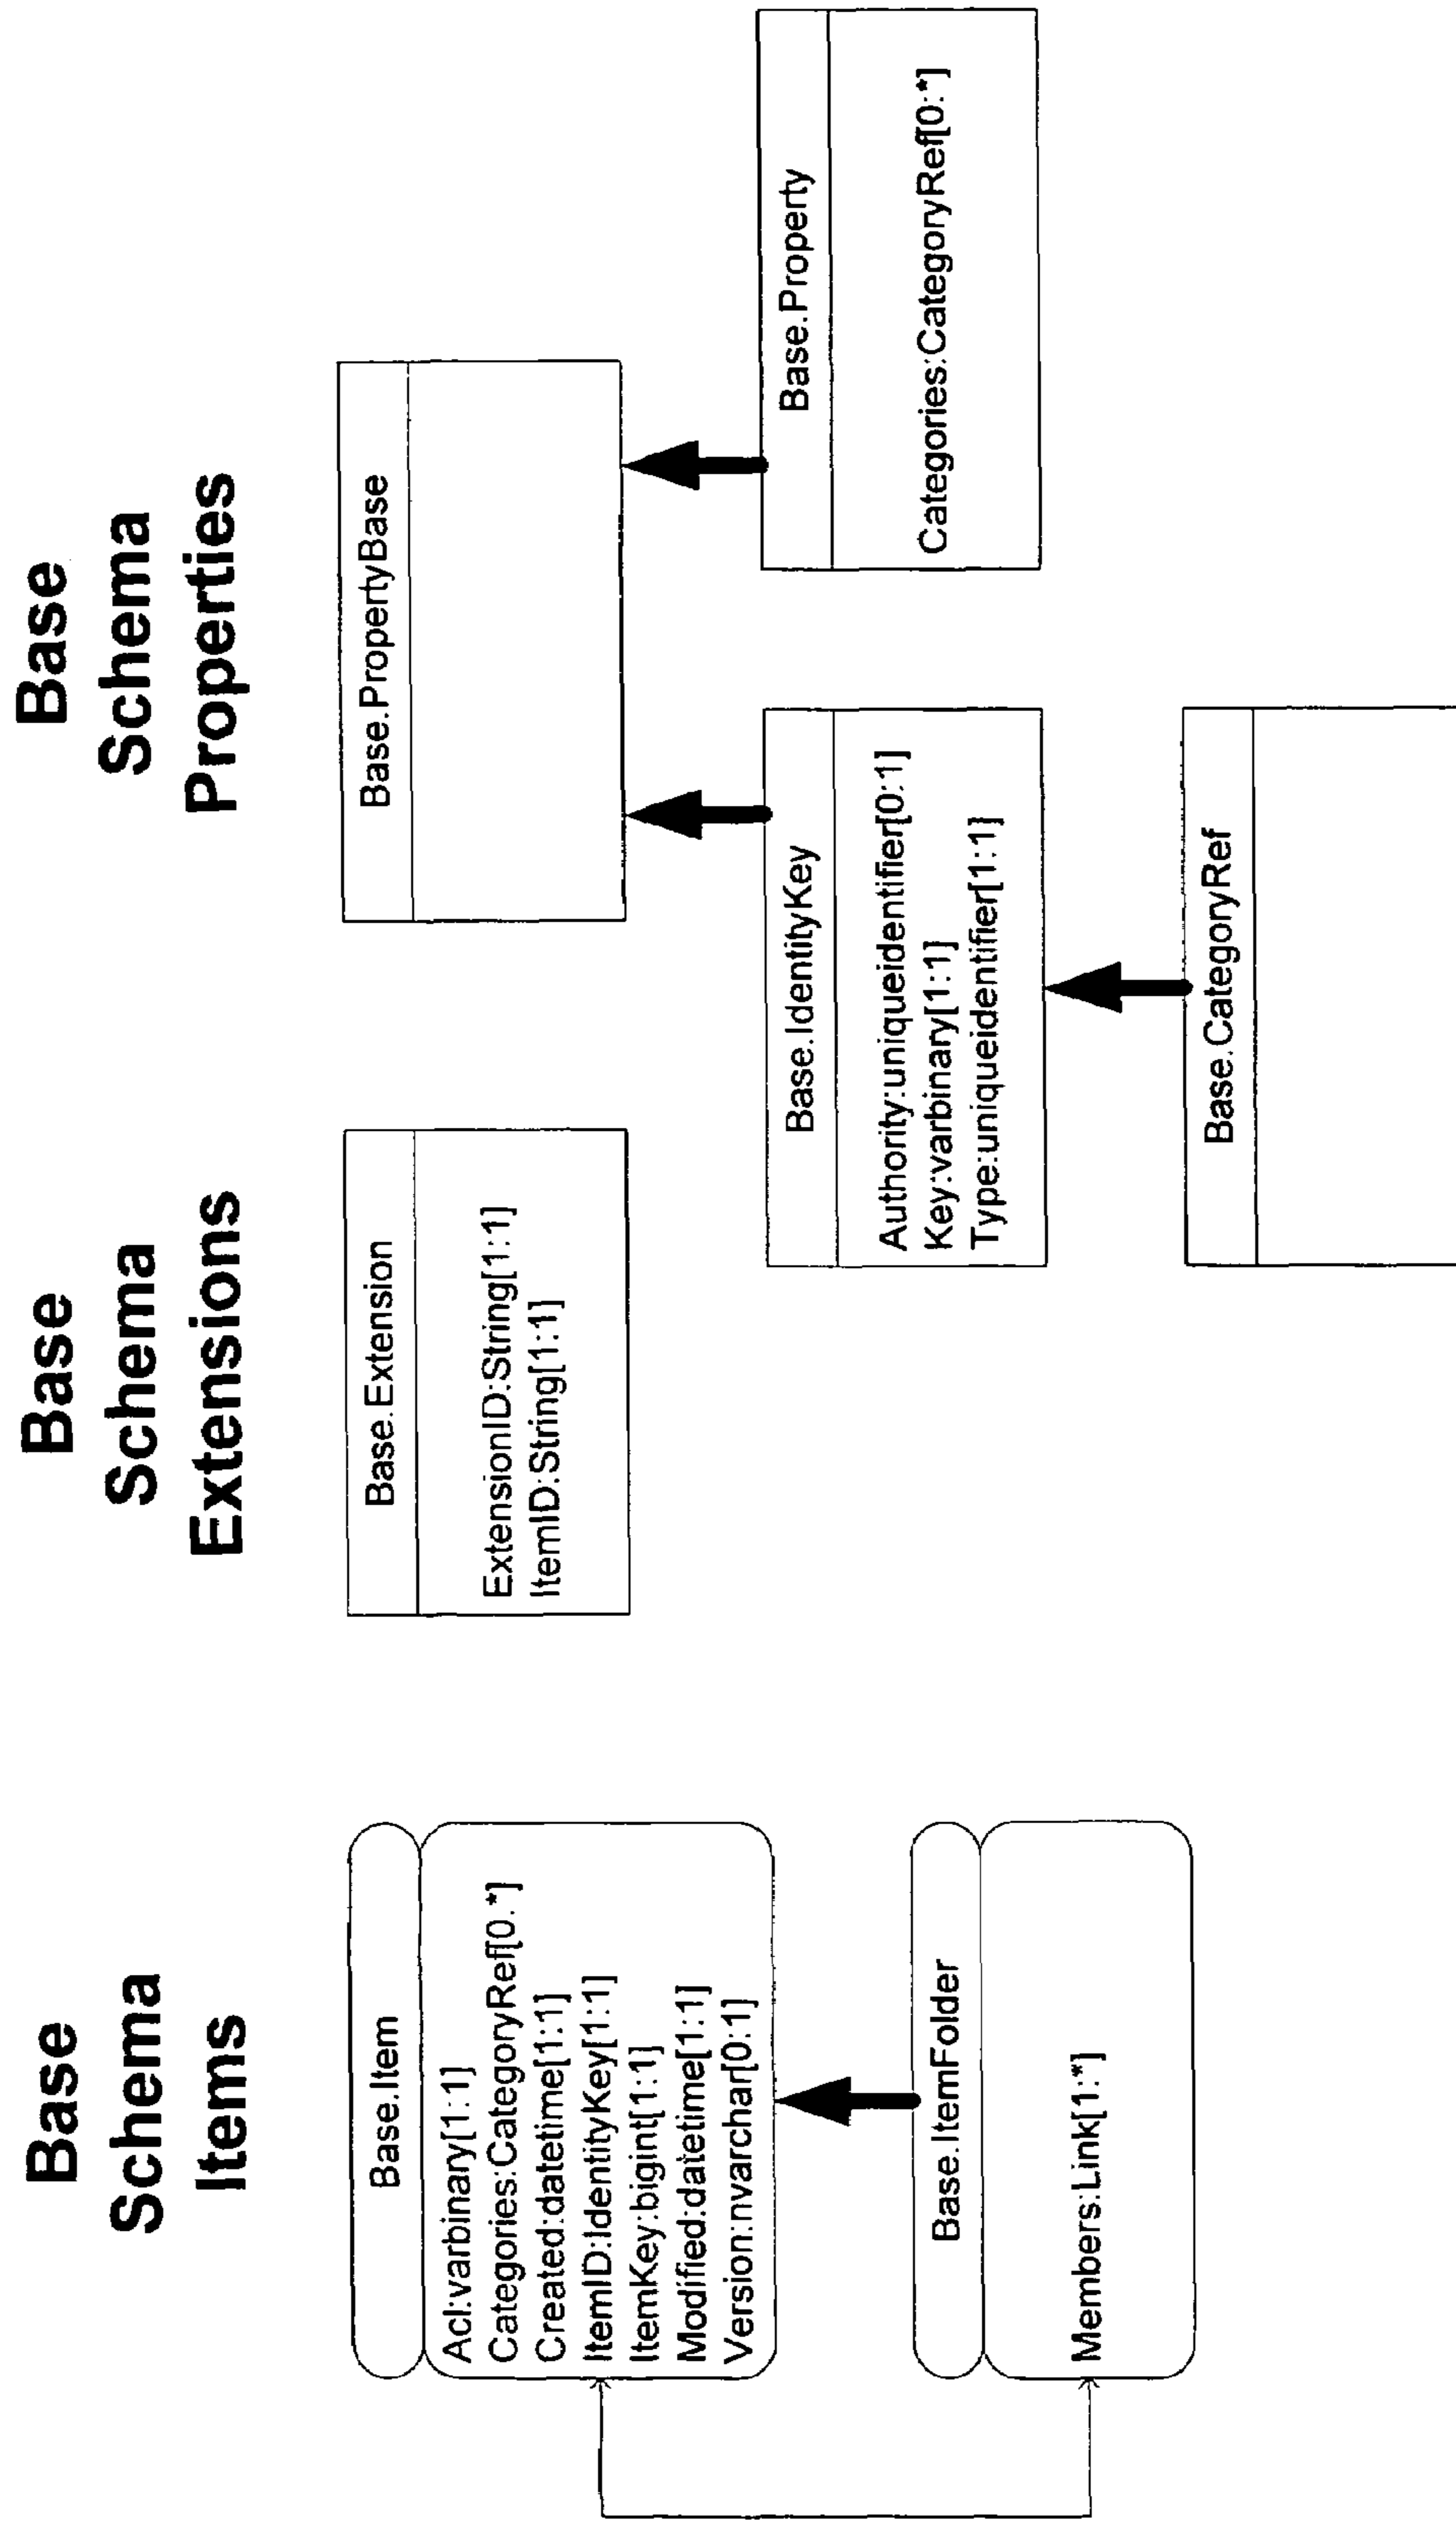 Base
Schema
Items
Base.Item
Acl:varbinary[1:1]
Categories:CategoryRef[0.*]
Created:datetime[1:1]
ItemID:IdentityKey[1:1]
ItemKey:bigint[1:1]
Modified:datetime[1:1]
Version:nvarchar[0:1]
Base.ItemFolder
Members:Link[1:*]
Base
Schema
Extensions
Base.Extension
ExtensionID:String[1:1]
ItemID:String[1:1]
Base
Schema
Properties
Base.PropertyBase
Base.IdentityKey
Authority:uniqueidentifier[0:1]
Key:varbinary[1:1]
Type:uniqueidentifier[1:1]
Base.Property
Categories:CategoryRef[0:*]
Base.CategoryRef